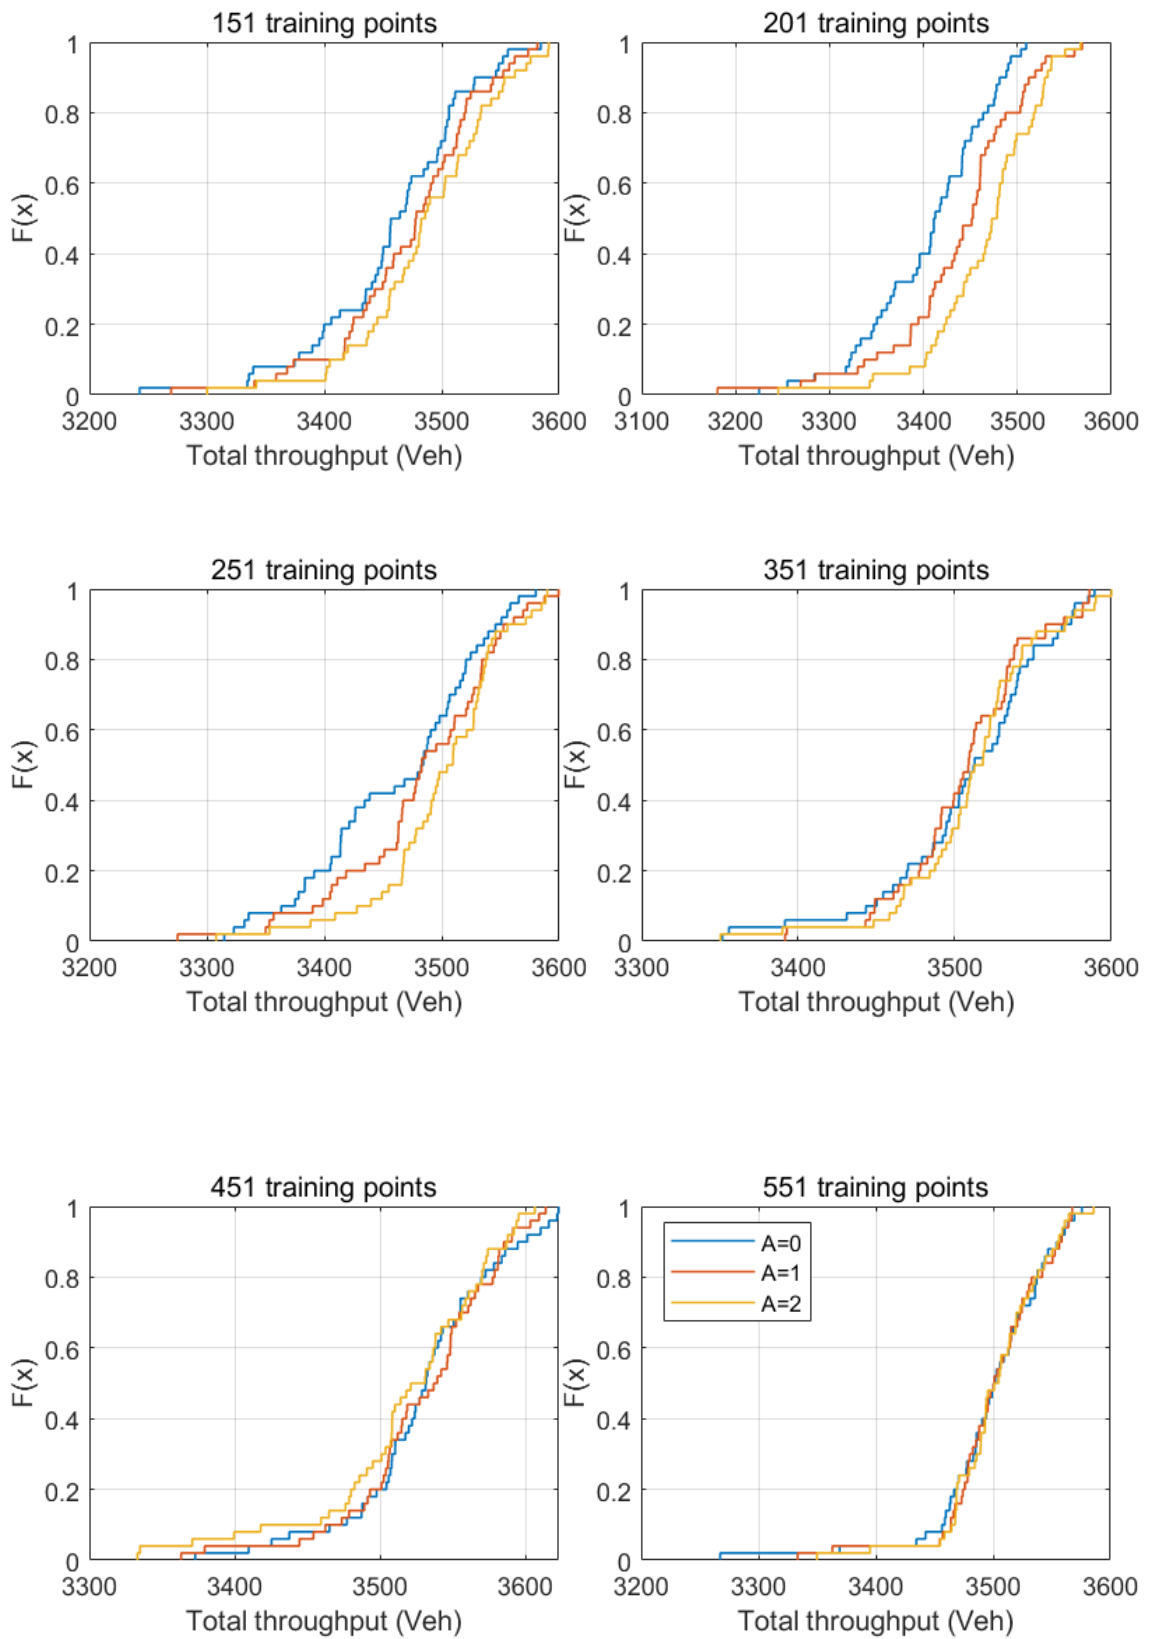 151 training points
1
0.8
0.6
0.4
0.2
0
F(x)
3200 3300 3400 3500 3600
Total throughput (Veh)
201 training points
1
0.8
0.6
0.4
0.2
0
F(x)
3100 3200 3300 3400 3500 3600
Total throughput (Veh)
251 training points
1
0.8
0.6
0.4
0.2
0
F(x)
3200 3300 3400 3500 3600
Total throughput (Veh)
351 training points
1
0.8
0.6
0.4
0.2
0
F(x)
3300 3400 3500 3600
Total throughput (Veh)
451 training points
1
0.8
0.6
0.4
0.2
0
F(x)
3300 3400 3500 3600
Total throughput (Veh)
551 training points
1
0.8
0.6
0.4
0.2
0
F(x)
A=0
A=1
A=2
3200 3300 3400 3500 3600
Total throughput (Veh)